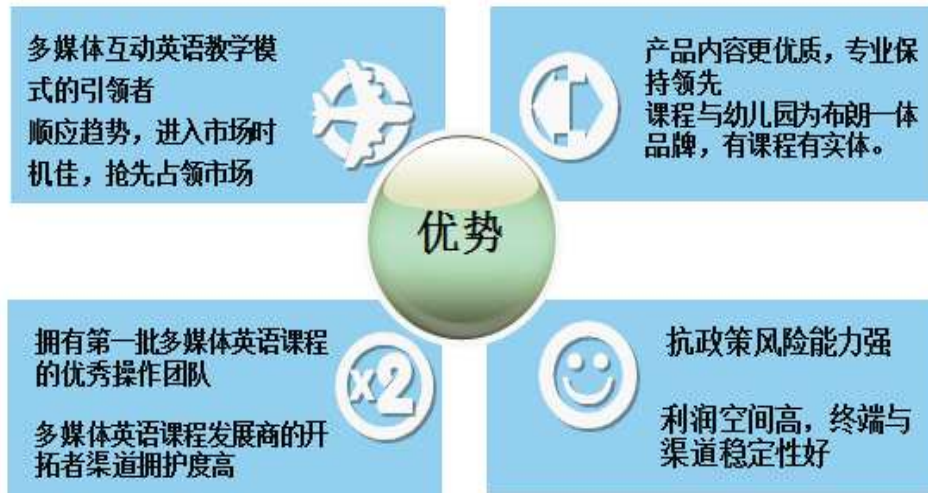 多媒体互动英语教学模
式的引领者
顺应趋势，进入市场时
机佳，抢先占领市场
产品内容更优质，专业保
持领先
课程与幼儿园为布朗一体
品牌，有课程有实体。
优势
拥有第一批多媒体英语课程
的优秀操作团队
多媒体英语课程发展商的开
拓者渠道拥护度高
x2
抗政策风险能力强
利润空间高，终端与
渠道稳定性好